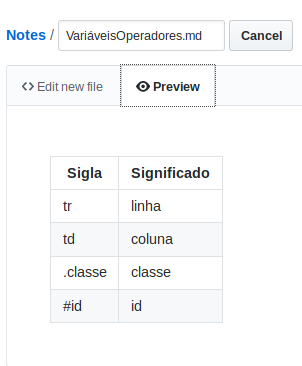 Notes / VariáveisOperadores.md Cancel
<> Edit new file Preview
Sigla Significado
tr linha
td coluna
.classe classe
#id id